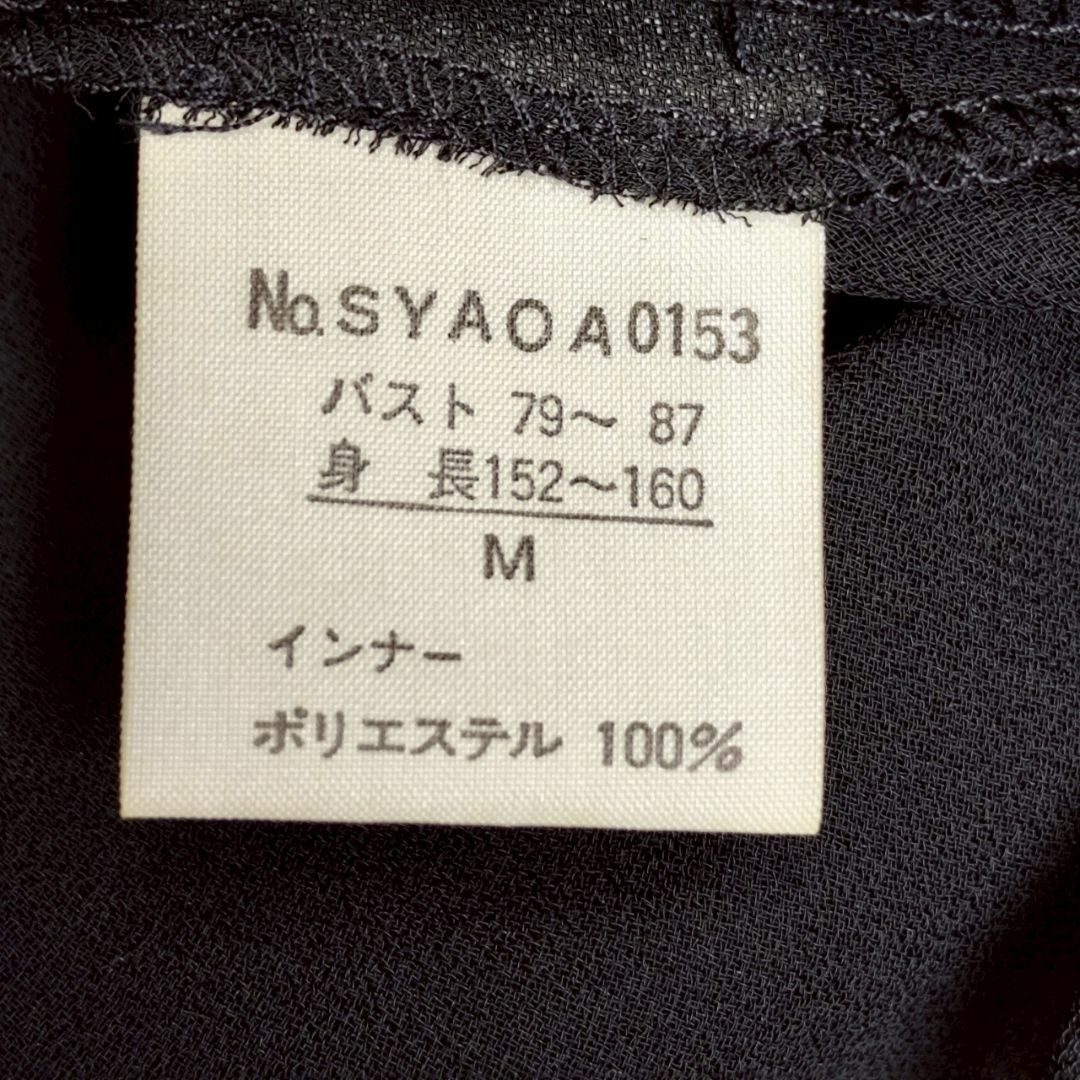 No.SYAOA0153
バスト 79〜 87
身 長152〜160
M
インナー
ポリエステル 100%